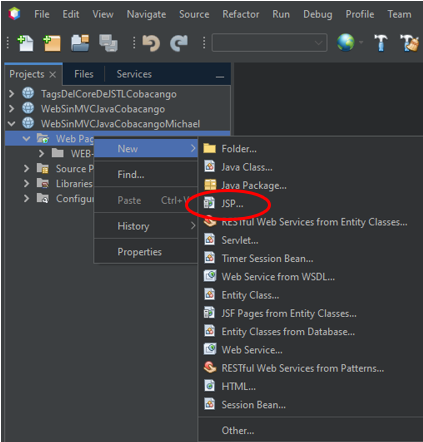 File Edit View Navigate Source Refactor Run Debug Profile Team
Projects Files Services
TagsDelCoreDeJSTLCobacango
WebSinMVCJavaCobacango
WebSinMVCJavaCobacangoMichael
Web Pag
WEB-
Source P
Libraries
Configu
New
Find...
Paste Ctrl+V
History
Properties
Folder...
Java Class...
Java Package...
JSP...
RESTful Web Services from Entity Classes...
Servlet...
Timer Session Bean...
Web Service from WSDL...
Entity Class...
JSF Pages from Entity Classes...
Entity Classes from Database...
Web Service...
RESTful Web Services from Patterns...
HTML...
Session Bean...
Other...